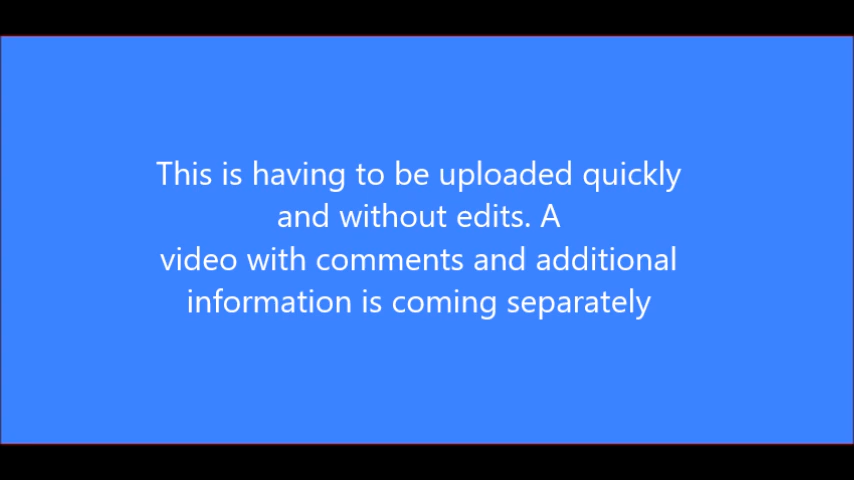 This is having to be uploaded quickly
and without edits. A
video with comments and additional
information is coming separately